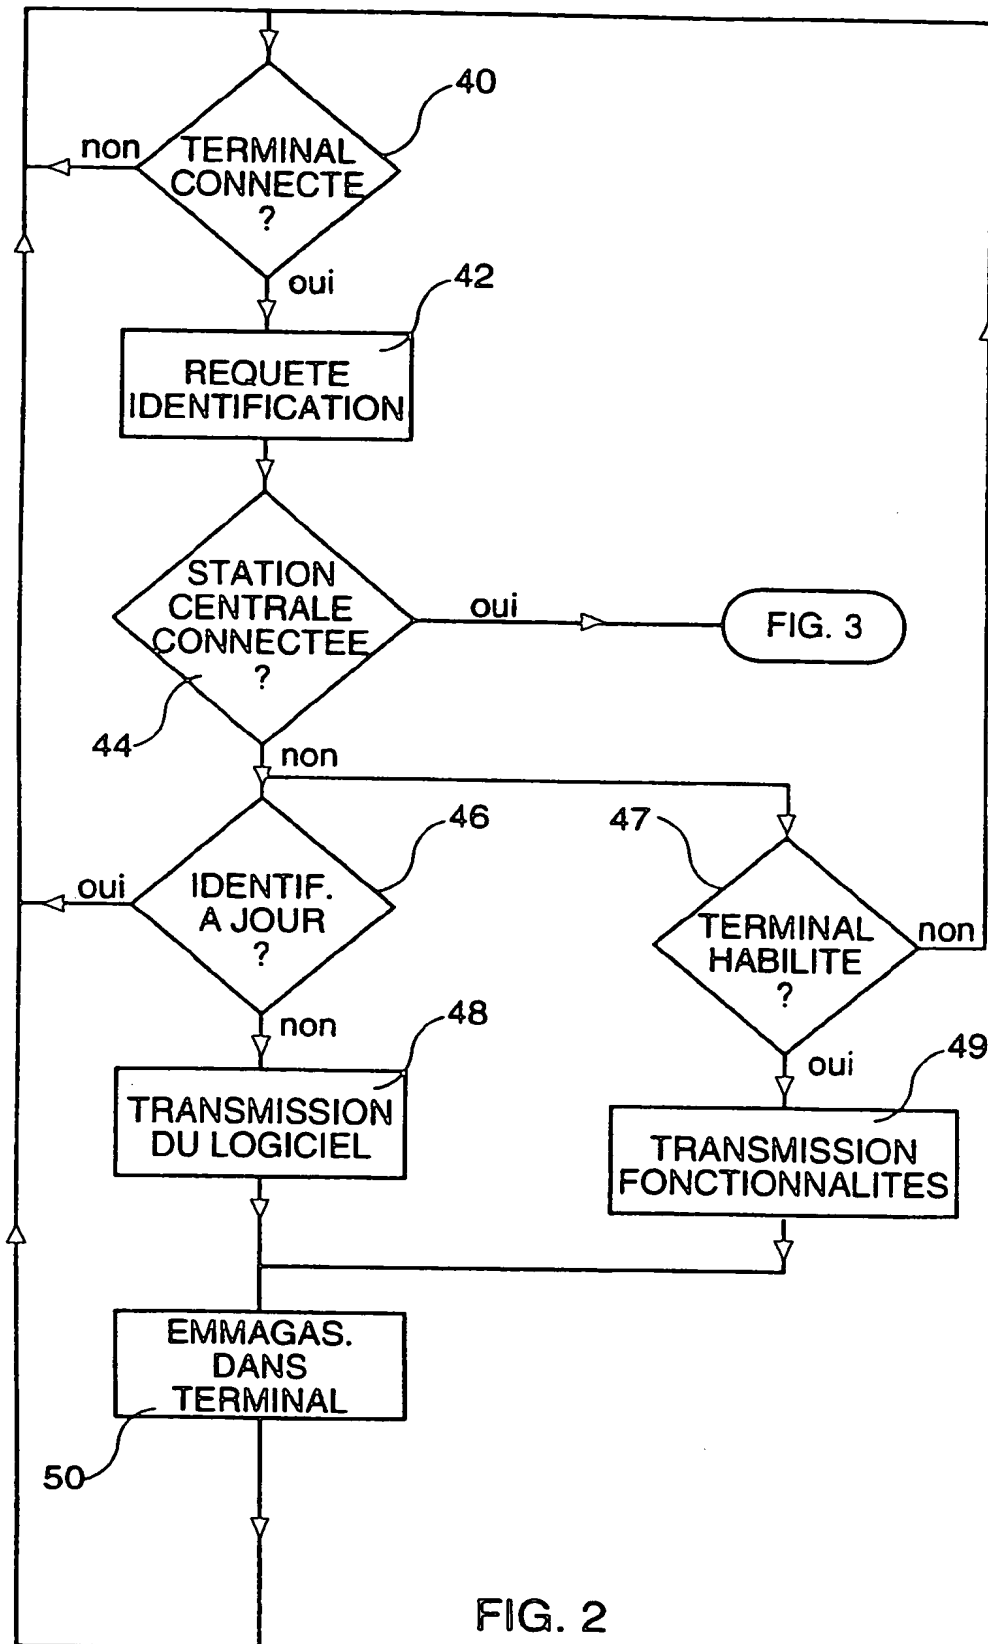 40
non
TERMINAL
CONNECTE
?
oui
42
REQUETE
IDENTIFICATION
STATION
CENTRALE
CONNECTEE
?
oui
FIG. 3
44
non
46
47
oui
IDENTIF.
A JOUR
?
TERMINAL
HABILITE
?
non
non
48
oui
49
TRANSMISSION
DU LOGICIEL
TRANSMISSION
FONCTIONNALITES
EMMAGAS.
DANS
TERMINAL
50
FIG. 2